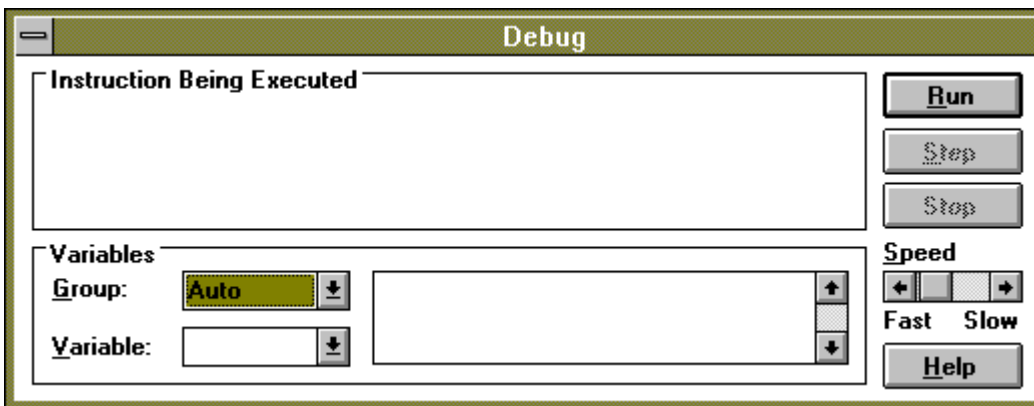 Debug
Instruction Being Executed
Run
Step
Stop
Variables
Group:
Auto
Variable:
Speed
Fast Slow
Help